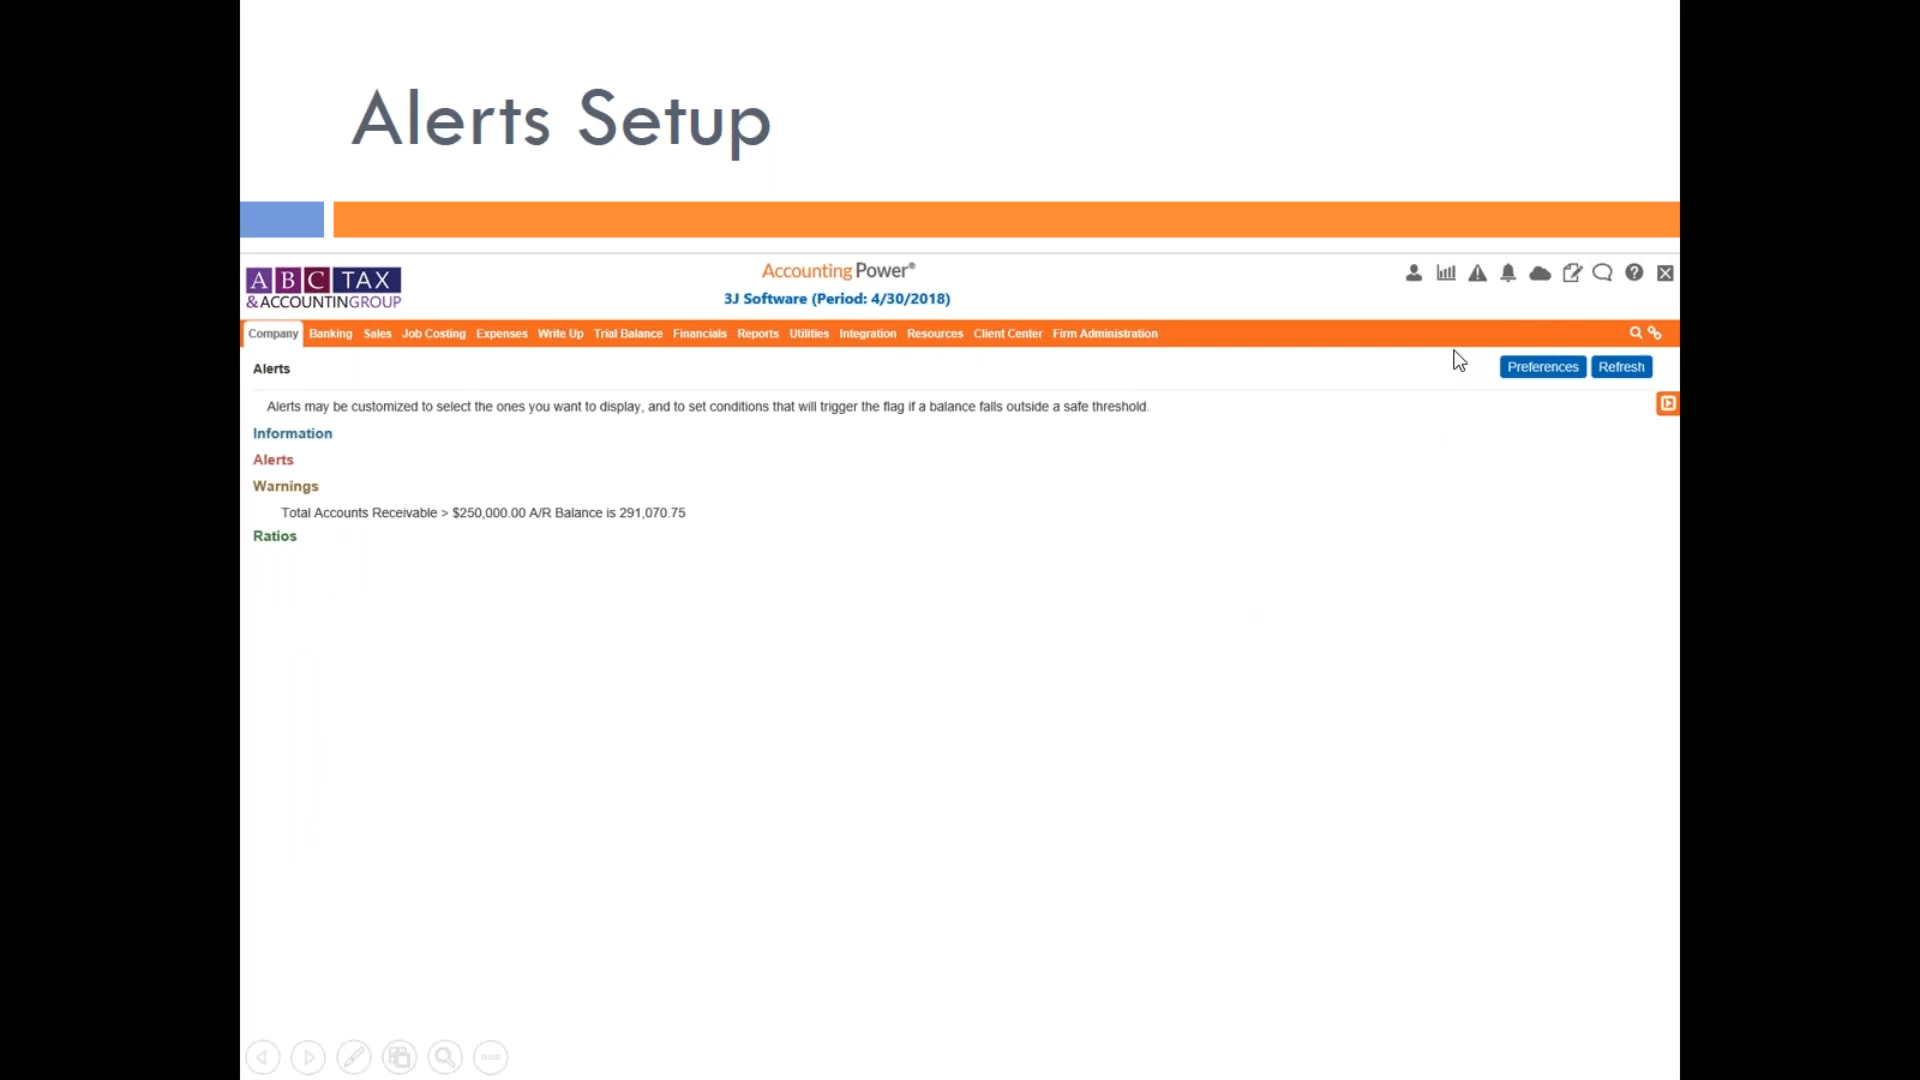 Alerts Setup
ABC TAX
&ACCOUNTINGGROUP
Accounting Power®
3J Software (Period: 4/30/2018)
Company Banking Sales Job Costing Expenses Write Up Trial Balance Financials Reports Utilities Integration Resources Client Center Firm Administration
Alerts
Preferences Refresh
Alerts may be customized to select the ones you want to display, and to set conditions that will trigger the flag if a balance falls outside a safe threshold.
Information
Alerts
Warnings
Total Accounts Receivable > $250,000.00 A/R Balance is 291,070.75
Ratios